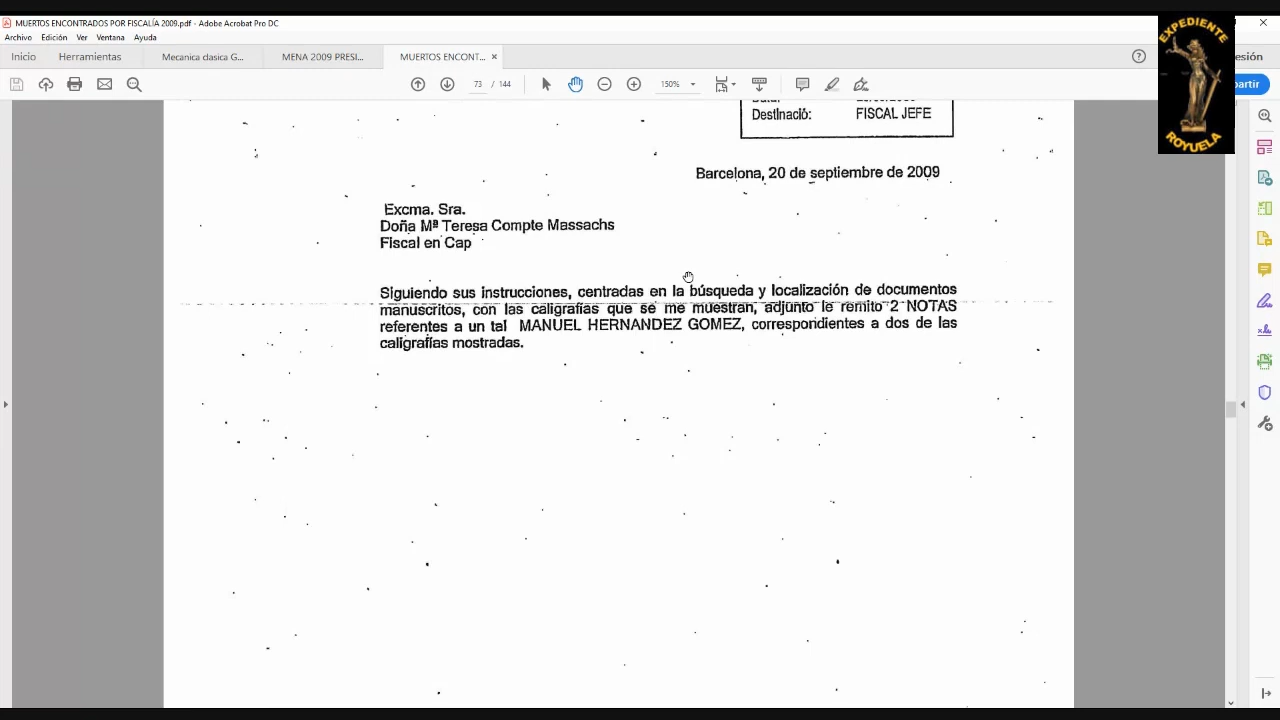 MUERTOS ENCONTRADOS POR FISCALÍA 2009.pdf - Adobe Acrobat Pro DC
Archivo Edición Ver Ventana Ayuda
Inicio Herramientas Mecanica dasica G... MENA 2009 PRESI... MUERTOS ENCONT... esión
73 / 144 150% partir
EXPEDIENTE
ROYUELA
Destinació: FISCAL JEFE
Barcelona, 20 de septiembre de 2009
Excma. Sra.
Doña Mª Teresa Compte Massachs
Fiscal en Cap
Siguiendo sus instrucciones, centradas en la búsqueda y localización de documentos
manuscritos, con las caligrafías que se me muestran, adjunto le remito 2 NOTAS
referentes a un tal MANUEL HERNANDEZ GOMEZ, correspondientes a dos de las
caligrafías mostradas.